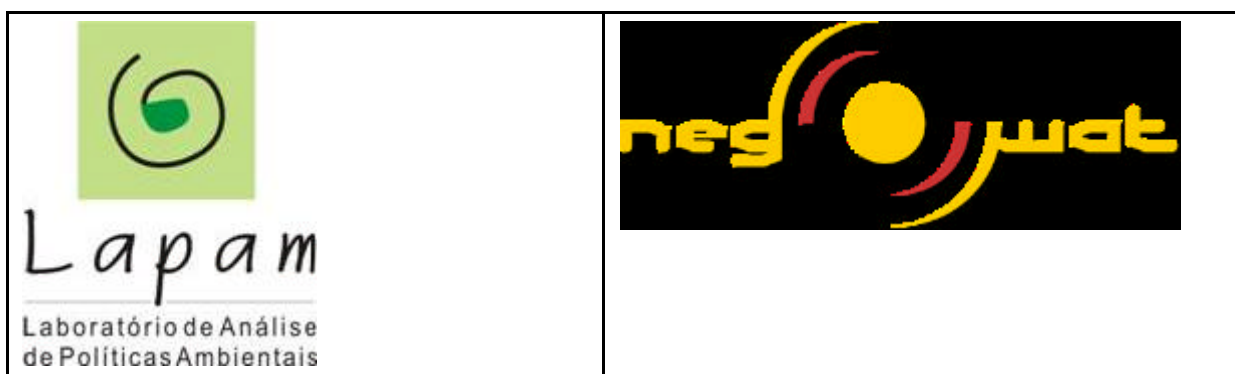 Lapam
Laboratório de Análise
de Políticas Ambientais
negowat